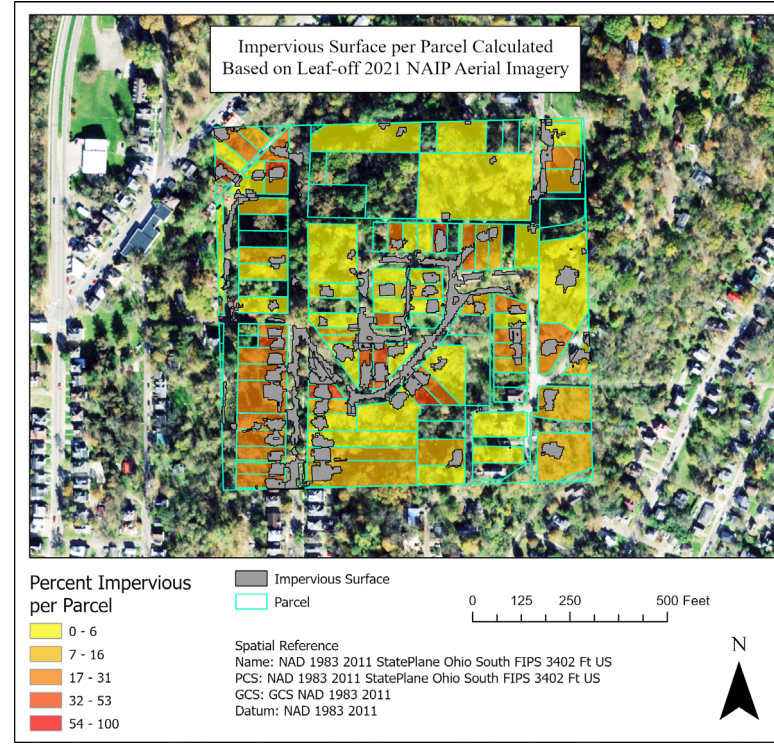 Impervious Surface per Parcel Calculated
Based on Leaf-off 2021 NAIP Aerial Imagery
Percent Impervious
per Parcel
0 - 6
7 - 16
17 - 31
32 - 53
54 - 100
Impervious Surface
Parcel
0 125 250 500 Feet
Spatial Reference
Name: NAD 1983 2011 StatePlane Ohio South FIPS 3402 Ft US
PCS: NAD 1983 2011 StatePlane Ohio South FIPS 3402 Ft US
GCS: GCS NAD 1983 2011
Datum: NAD 1983 2011
N